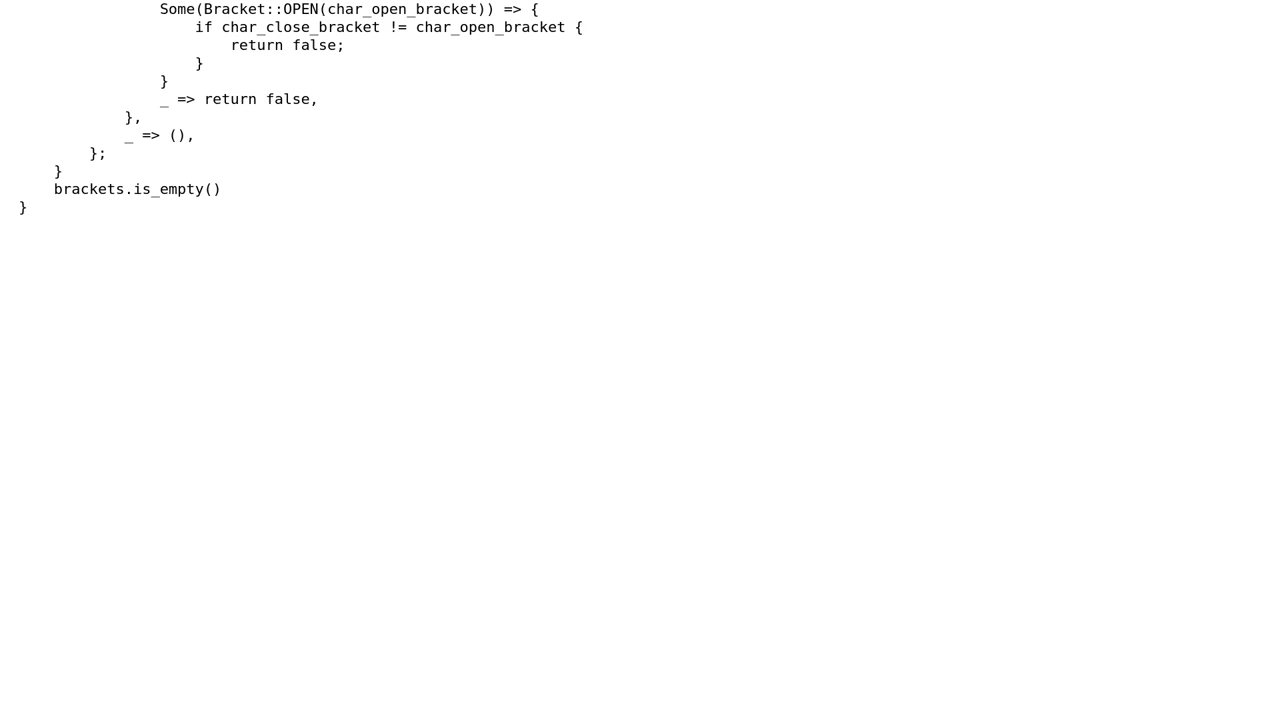 Some(Bracket::OPEN(char_open_bracket)) => {
                    if char_close_bracket != char_open_bracket {
                        return false;
                    }
                }
                _ => return false,
            },
            _ => (),
        };
    }
    brackets.is_empty()
}